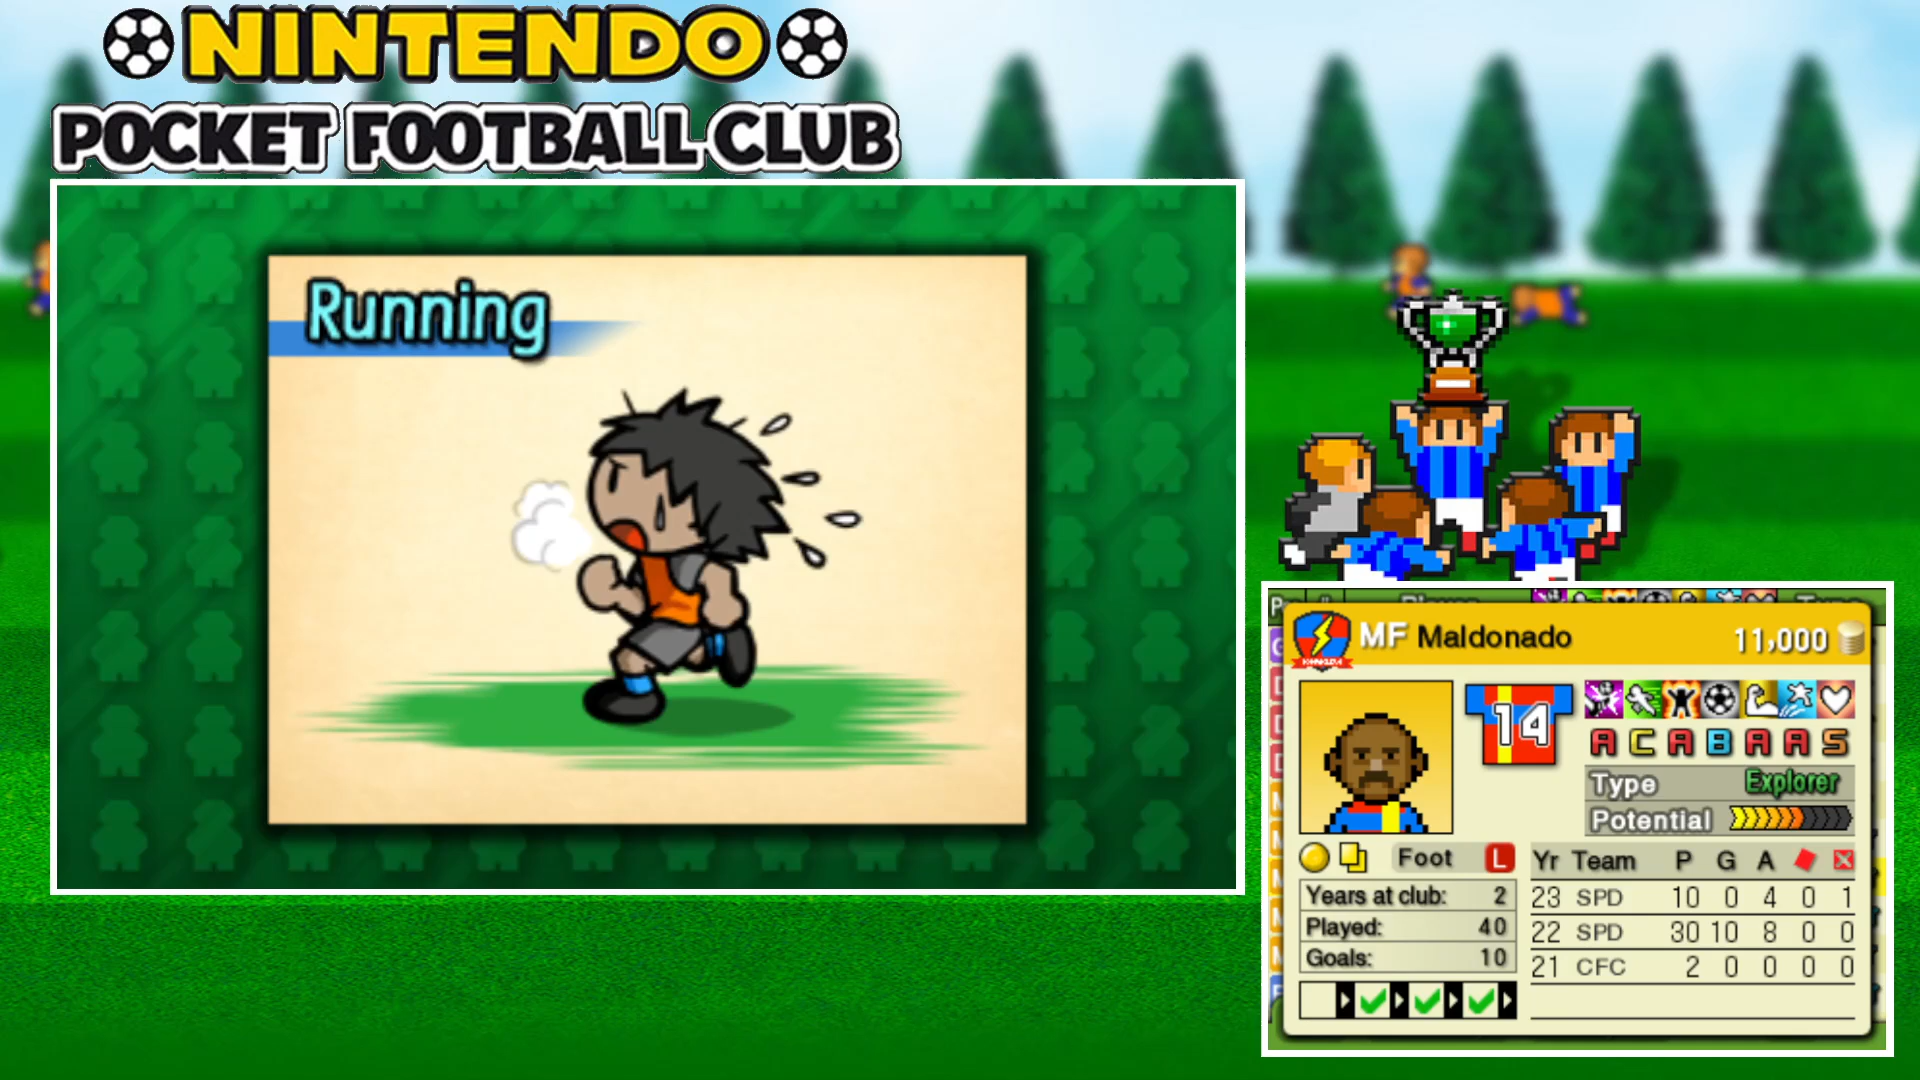 NINTENDO
POCKET FOOTBALL CLUB
Running
MF Maldonado 11,000
14
A C A B A A S
Type Explorer
Potential
Foot L
Years at club: 2
Played: 40
Goals: 10
Yr Team P G A
23 SPD 10 0 4 0 1
22 SPD 30 10 8 0 0
21 CFC 2 0 0 0 0